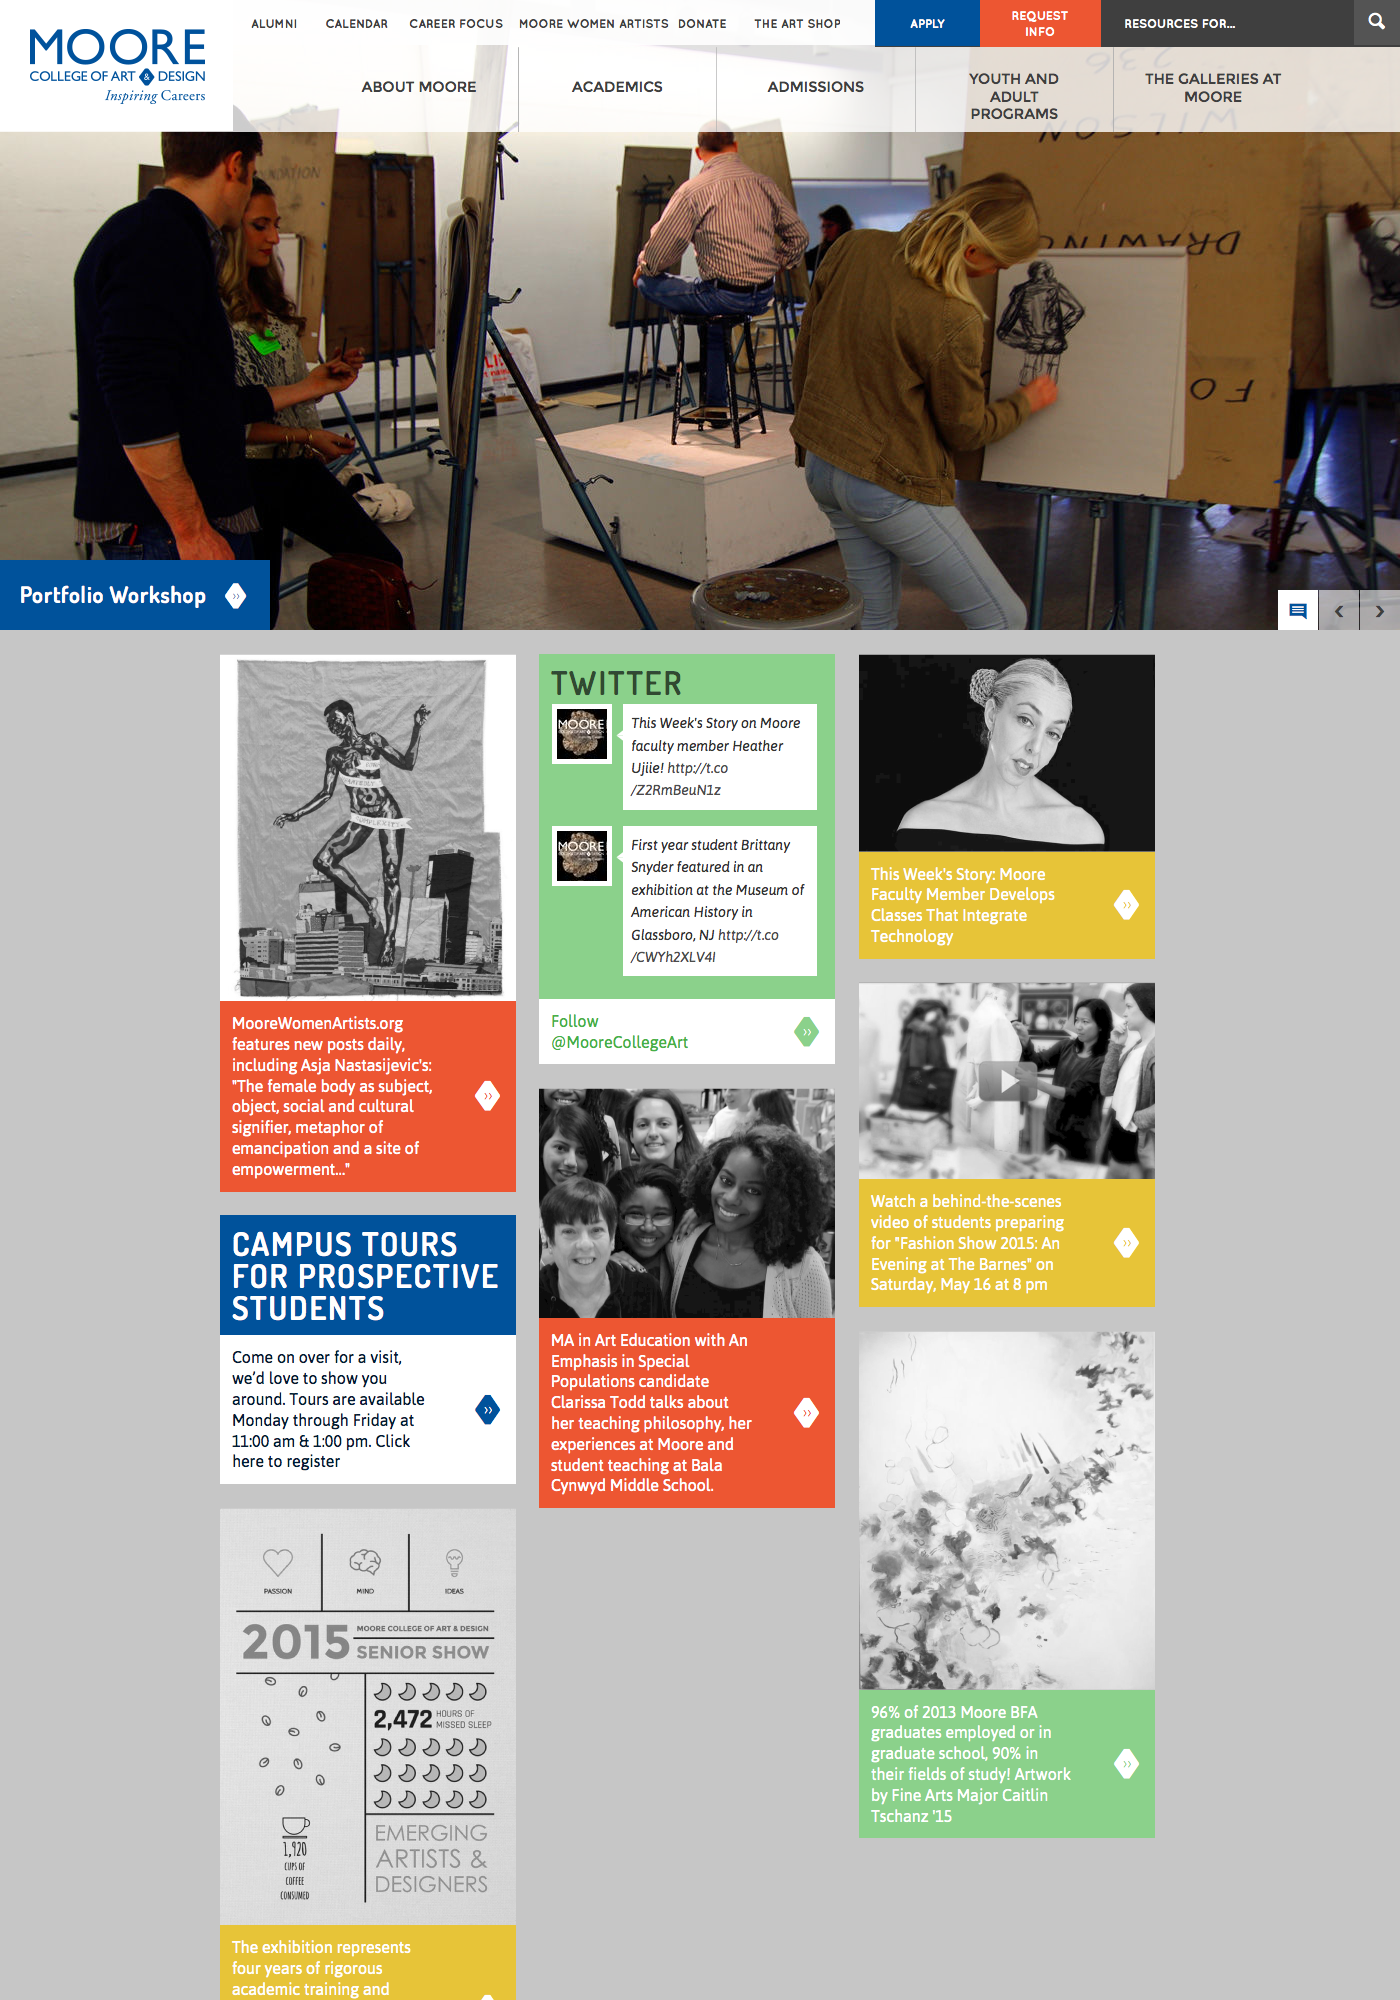 MOORE
COLLEGE OF ART & DESIGN
Inspiring Careers
ALUMNI
CALENDAR
CAREER FOCUS
MOORE WOMEN ARTISTS
DONATE
THE ART SHOP
APPLY
REQUEST
INFO
RESOURCES FOR...
ABOUT MOORE
ACADEMICS
ADMISSIONS
YOUTH AND
ADULT
PROGRAMS
THE GALLERIES AT
MOORE
FOUNDATION
WILSON
DRAWING
FO
Portfolio Workshop
MooreWomenArtists.org
features new posts daily,
including Asja Nastasijevic's:
"The female body as subject,
object, social and cultural
signifier, metaphor of
emancipation and a site of
empowerment..."
CAMPUS TOURS
FOR PROSPECTIVE
STUDENTS
Come on over for a visit,
we'd love to show you
around. Tours are available
Monday through Friday at
11:00 am & 1:00 pm. Click
here to register
PASSION
MIND
IDEAS
2015
MOORE COLLEGE OF ART & DESIGN
SENIOR SHOW
2,472
HOURS OF
MISSED SLEEP
1,920
CUPS OF
COFFEE
CONSUMED
EMERGING
ARTISTS &
DESIGNERS
The exhibition represents
four years of rigorous
academic training and
TWITTER
MOORE
This Week's Story on Moore
faculty member Heather
Ujiie! http://t.co
/Z2RmBeuN1z
MOORE
First year student Brittany
Snyder featured in an
exhibition at the Museum of
American History in
Glassboro, NJ http://t.co
/CWYh2XLV4I
Follow
@MooreCollegeArt
MA in Art Education with An
Emphasis in Special
Populations candidate
Clarissa Todd talks about
her teaching philosophy, her
experiences at Moore and
student teaching at Bala
Cynwyd Middle School.
This Week's Story: Moore
Faculty Member Develops
Classes That Integrate
Technology
Watch a behind-the-scenes
video of students preparing
for "Fashion Show 2015: An
Evening at The Barnes" on
Saturday, May 16 at 8 pm
96% of 2013 Moore BFA
graduates employed or in
graduate school, 90% in
their fields of study! Artwork
by Fine Arts Major Caitlin
Tschanz '15